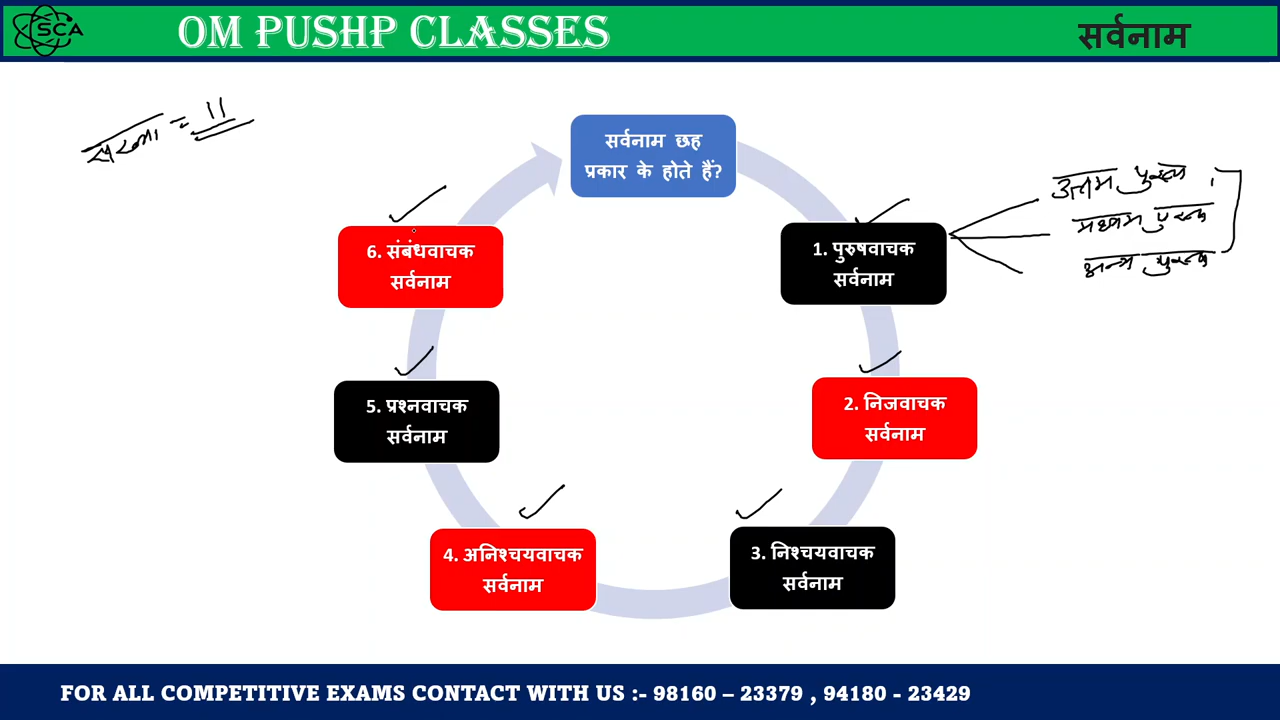 SCA
OM PUSHP CLASSES
सर्वनाम
संख्या = 11
सर्वनाम छह
प्रकार के होते हैं?
1. पुरुषवाचक
सर्वनाम
उत्तम पुरुष
मध्यम पुरुष
अन्य पुरुष
2. निजवाचक
सर्वनाम
3. निश्चयवाचक
सर्वनाम
4. अनिश्चयवाचक
सर्वनाम
5. प्रश्नवाचक
सर्वनाम
6. संबंधवाचक
सर्वनाम
FOR ALL COMPETITIVE EXAMS CONTACT WITH US :- 98160 – 23379 , 94180 - 23429